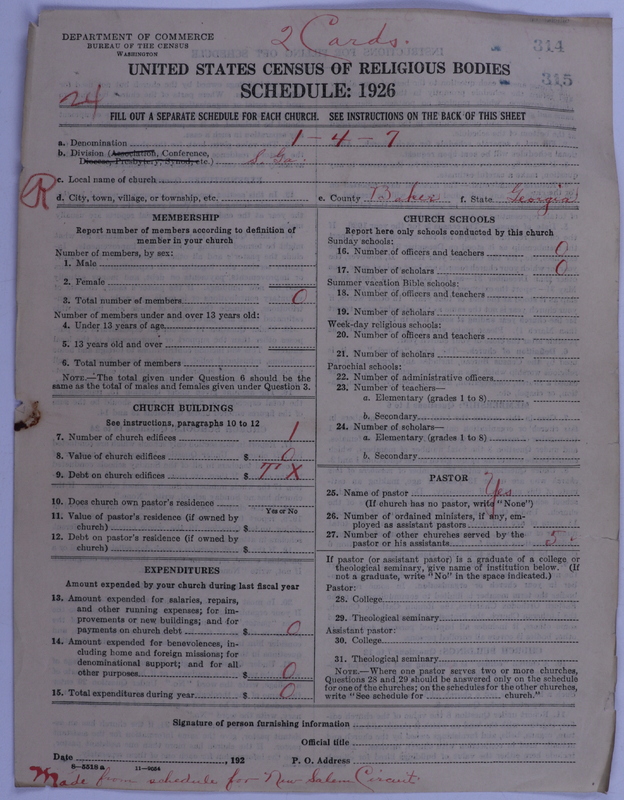 DEPARTMENT OF COMMERCE
BUREAU OF THE CENSUS
WASHINGTON
2 Cards.
314
315
UNITED STATES CENSUS OF RELIGIOUS BODIES
SCHEDULE: 1926
24
FILL OUT A SEPARATE SCHEDULE FOR EACH CHURCH. SEE INSTRUCTIONS ON THE BACK OF THIS SHEET
a. Denomination 1-4-7
b. Division (Association, Conference,
Diocese, Presbytery, Synod, etc.) S. Ga.
R
c. Local name of church
d. City, town, village, or township, etc. e. County Baker f. State Georgia
MEMBERSHIP
Report number of members according to definition of
member in your church
Number of members, by sex:
1. Male
2. Female
3. Total number of members 0
Number of members under and over 13 years old:
4. Under 13 years of age
5. 13 years old and over
6. Total number of members
NOTE.—The total given under Question 6 should be the
same as the total of males and females given under Question 3.
CHURCH BUILDINGS
See instructions, paragraphs 10 to 12
7. Number of church edifices 1
8. Value of church edifices $ 0
9. Debt on church edifices $ T X
10. Does church own pastor's residence
Yes or No
11. Value of pastor's residence (if owned by
church) $
12. Debt on pastor's residence (if owned by
church) $
EXPENDITURES
Amount expended by your church during last fiscal year
13. Amount expended for salaries, repairs,
and other running expenses; for im-
provements or new buildings; and for
payments on church debt $ 0
14. Amount expended for benevolences, in-
cluding home and foreign missions; for
denominational support; and for all
other purposes $ 0
15. Total expenditures during year $ 0
CHURCH SCHOOLS
Report here only schools conducted by this church
Sunday schools:
16. Number of officers and teachers 0
17. Number of scholars 0
Summer vacation Bible schools:
18. Number of officers and teachers
19. Number of scholars
Week-day religious schools:
20. Number of officers and teachers
21. Number of scholars
Parochial schools:
22. Number of administrative officers
23. Number of teachers—
a. Elementary (grades 1 to 8)
b. Secondary
24. Number of scholars—
a. Elementary (grades 1 to 8)
b. Secondary
PASTOR
25. Name of pastor Yes
(If church has no pastor, write "None")
26. Number of ordained ministers, if any, em-
ployed as assistant pastors
27. Number of other churches served by the
pastor or his assistants 5
If pastor (or assistant pastor) is a graduate of a college or
theological seminary, give name of institution below. (If
not a graduate, write "No" in the space indicated.)
Pastor:
28. College
29. Theological seminary
Assistant pastor:
30. College
31. Theological seminary
NOTE.—Where one pastor serves two or more churches,
Questions 28 and 29 should be answered only on the schedule
for one of the churches; on the schedules for the other churches,
write "See schedule for church."
Signature of person furnishing information
Official title
Date , 192 P. O. Address
8-5518 a 11-9084
Made from schedule for New Salem Circuit.